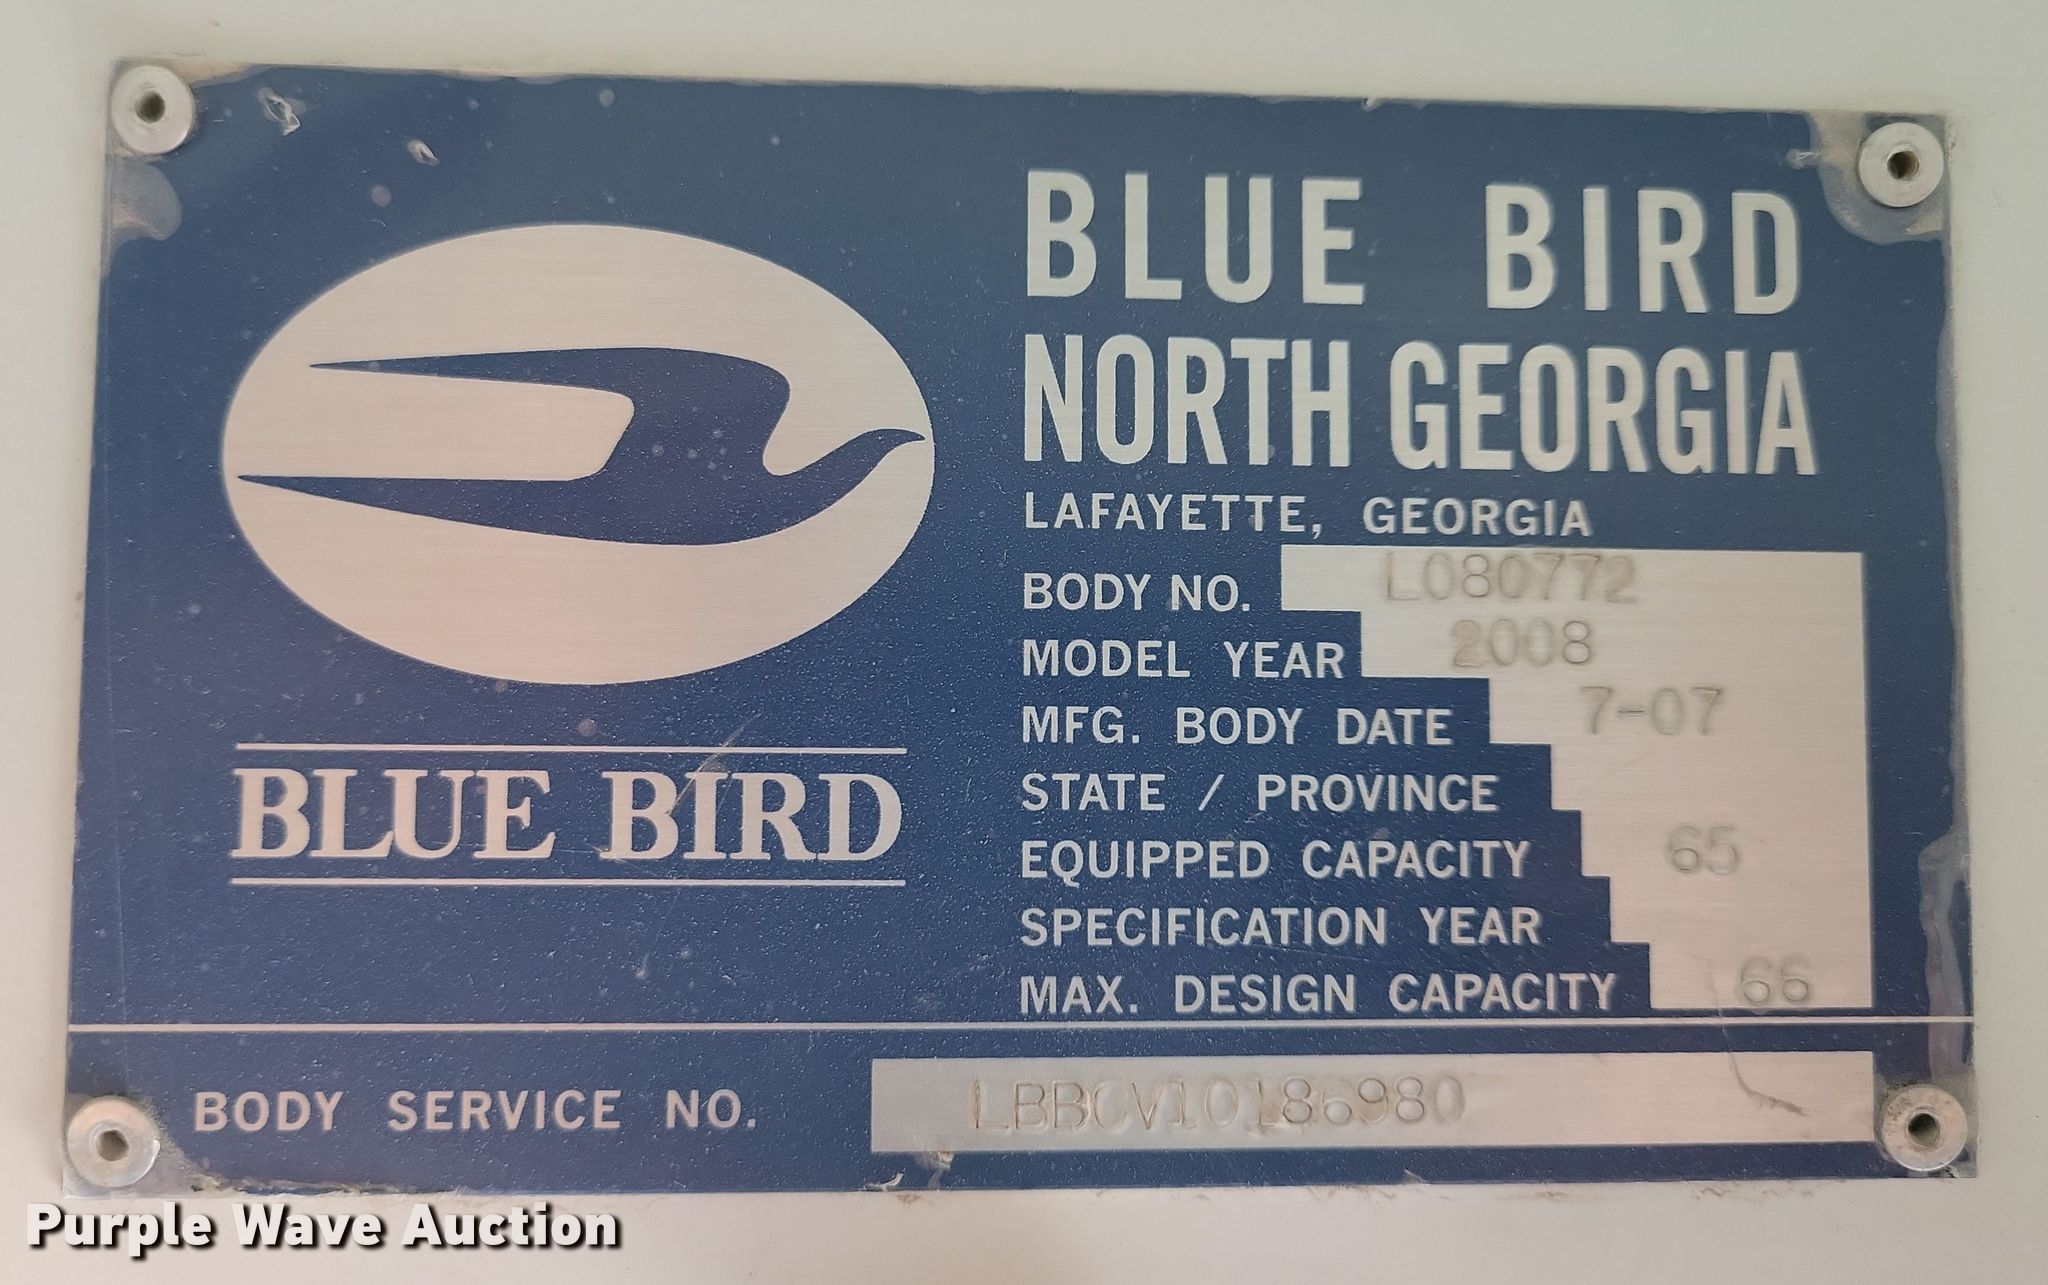 BLUE BIRD
NORTH GEORGIA
LAFAYETTE, GEORGIA
BODY NO. L080772
MODEL YEAR 2008
MFG. BODY DATE 7-07
STATE / PROVINCE
EQUIPPED CAPACITY 65
SPECIFICATION YEAR
MAX. DESIGN CAPACITY 66
BLUE BIRD
BODY SERVICE NO. LBBCV10186980
Purple Wave Auction